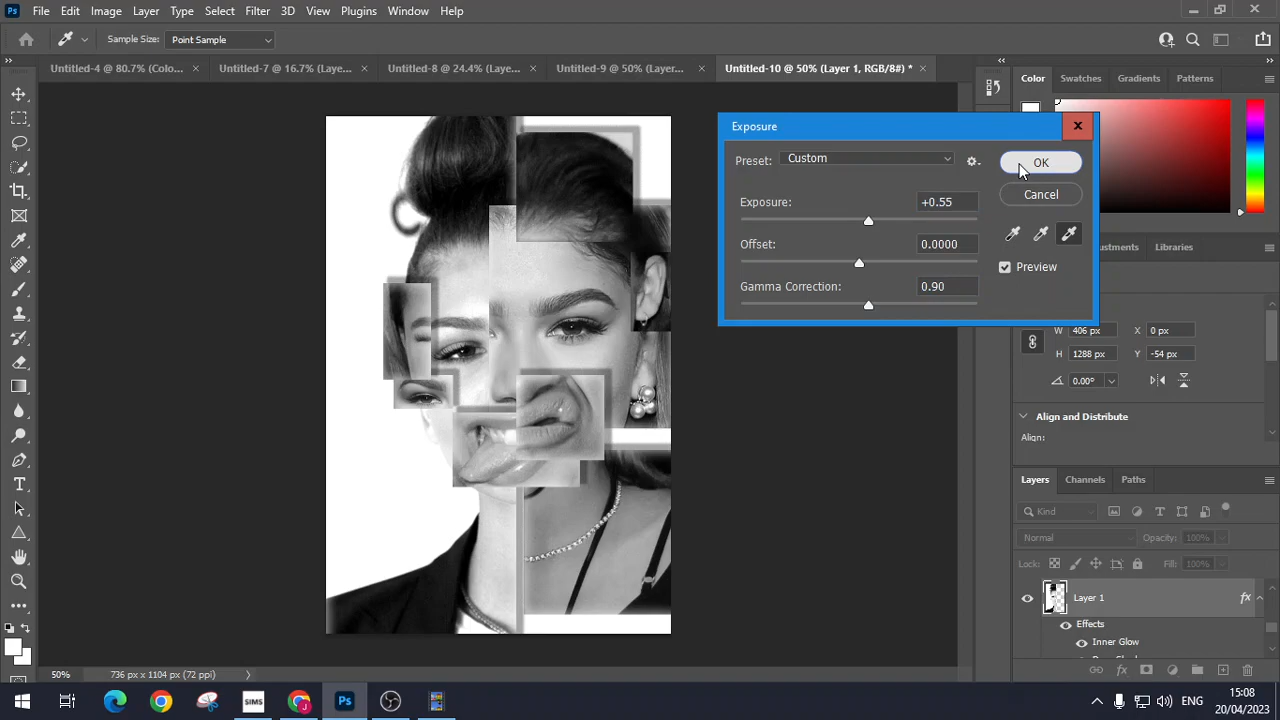 Ps File Edit Image Layer Type Select Filter 3D View Plugins Window Help
Sample Size: Point Sample
Untitled-4 @ 80.7% (Colo... × Untitled-7 @ 16.7% (Laye... × Untitled-8 @ 24.4% (Laye... × Untitled-9 @ 50% (Layer... × Untitled-10 @ 50% (Layer 1, RGB/8#) * ×
Color Swatches Gradients Patterns
Exposure
Preset: Custom
OK
Exposure: +0.55
Cancel
Offset: 0.0000
Preview
Gamma Correction: 0.90
djustments Libraries
W 406 px X 0 px
H 1288 px Y -54 px
0.00°
Align and Distribute
Align:
Layers Channels Paths
Kind
Normal Opacity: 100%
Lock: Fill: 100%
Layer 1 fx
Effects
Inner Glow
50% 736 px x 1104 px (72 ppi)
SIMS Ps ENG 15:08
20/04/2023